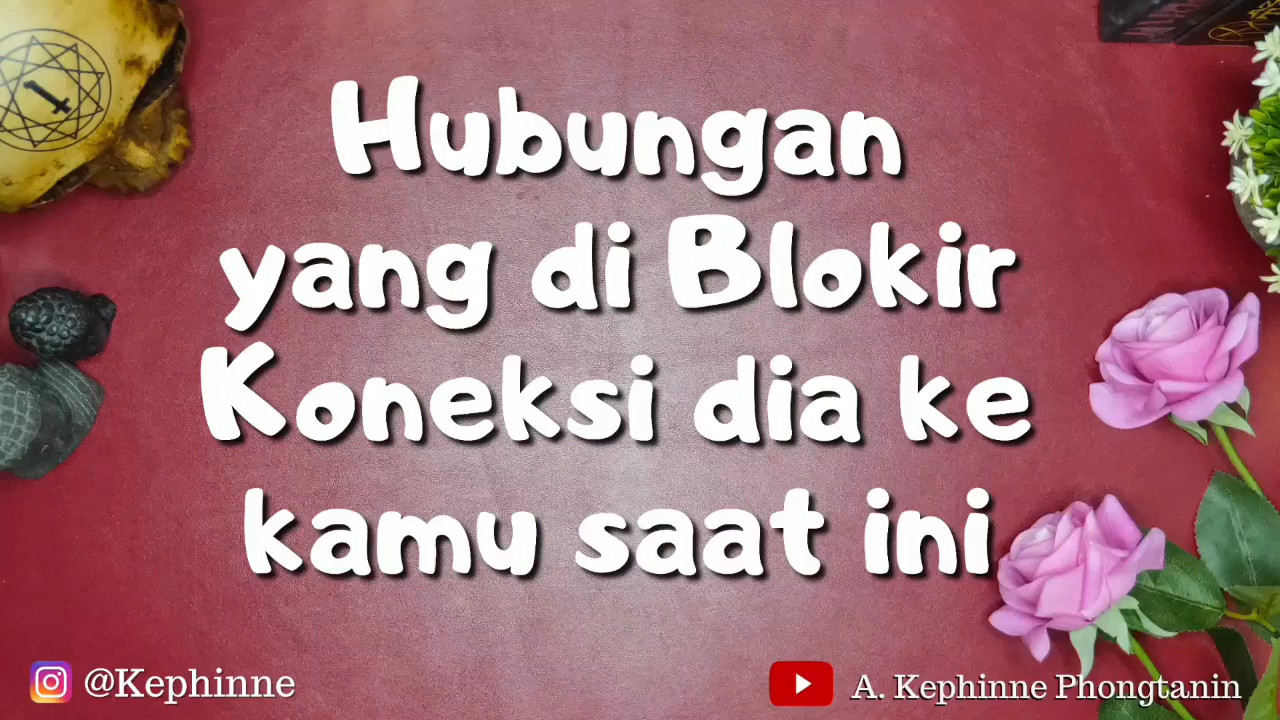 Hubungan
yang di Blokir
Koneksi dia ke
kamu saat ini
@Kephinne
A. Kephinne Phongtanin